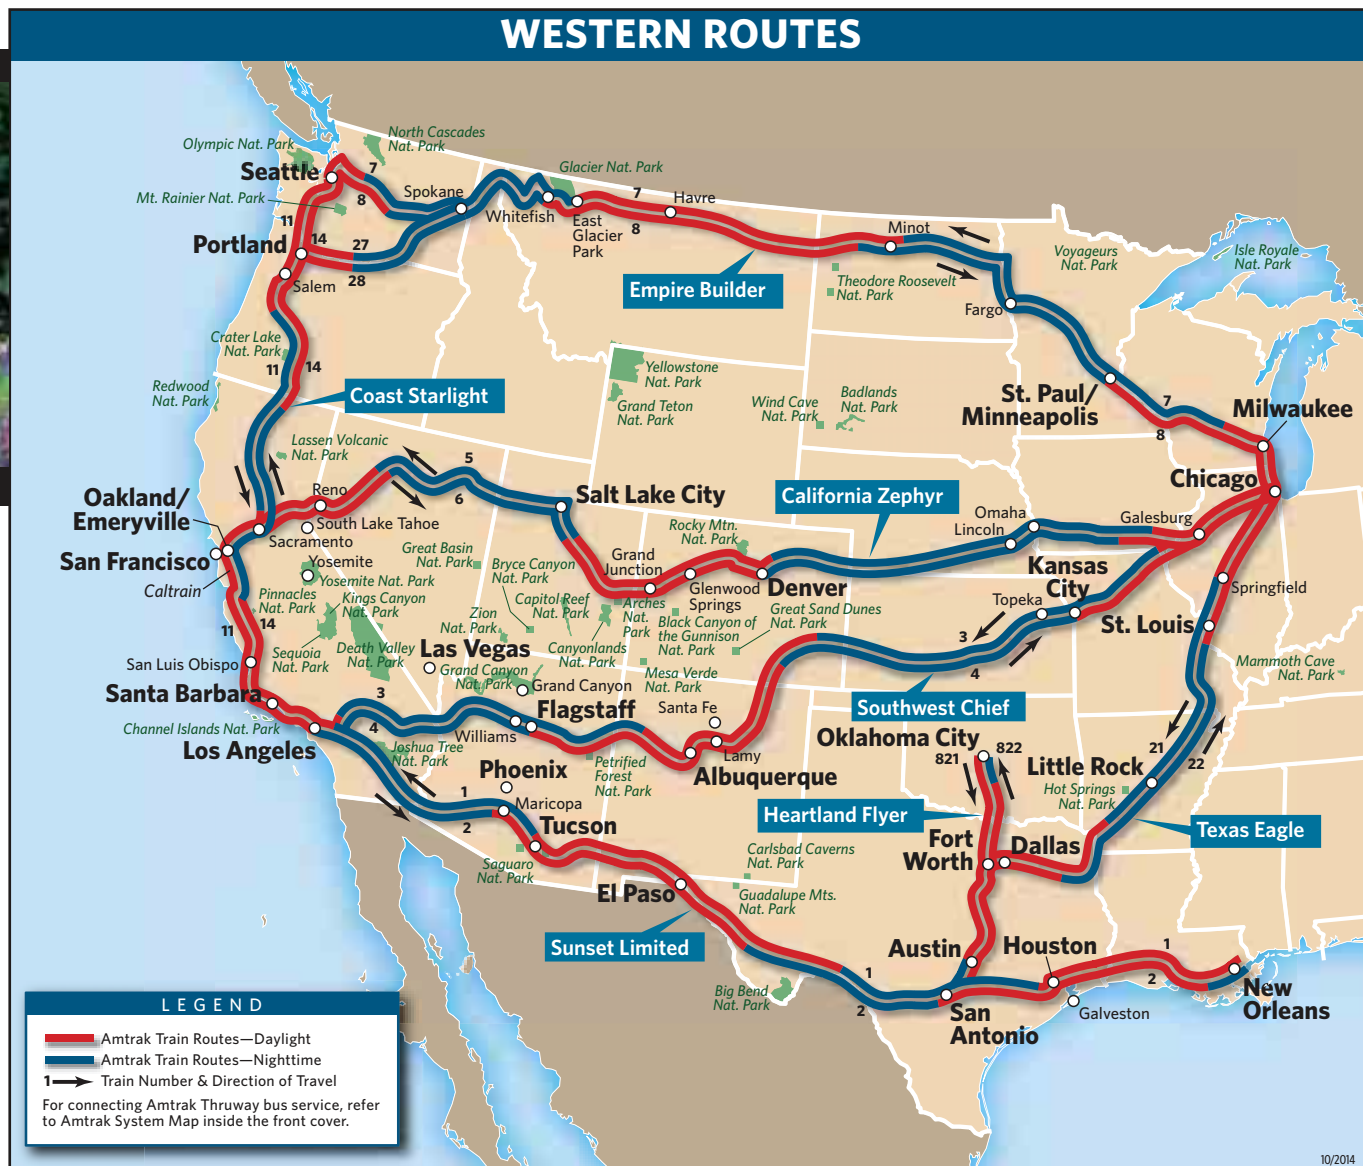 WESTERN ROUTES
Olympic Nat. Park
North Cascades
Nat. Park
Seattle
7
8
Mt. Rainier Nat. Park
Spokane
Glacier Nat. Park
Whitefish
East
Glacier
Park
7
8
Havre
Minot
11
Portland
14
27
28
Salem
Empire Builder
Theodore Roosevelt
Nat. Park
Fargo
Voyageurs
Nat. Park
Isle Royale
Nat. Park
Crater Lake
Nat. Park
11
14
Redwood
Nat. Park
Coast Starlight
Yellowstone
Nat. Park
Grand Teton
Nat. Park
Wind Cave
Nat. Park
Badlands
Nat. Park
St. Paul/
Minneapolis
7
8
Milwaukee
Chicago
Lassen Volcanic
Nat. Park
5
6
Oakland/
Emeryville
Reno
South Lake Tahoe
Sacramento
San Francisco
Caltrain
Yosemite
Yosemite Nat. Park
Salt Lake City
California Zephyr
Rocky Mtn.
Nat. Park
Omaha
Lincoln
Galesburg
Great Basin
Nat. Park
Bryce Canyon
Nat. Park
Grand
Junction
Glenwood
Springs
Denver
Kansas
City
Topeka
Springfield
St. Louis
Pinnacles
Nat. Park
Kings Canyon
Nat. Park
Zion
Nat. Park
Capitol Reef
Nat. Park
Arches
Nat.
Park
Black Canyon of
the Gunnison
Nat. Park
Great Sand Dunes
Nat. Park
11
14
Sequoia
Nat. Park
Death Valley
Nat. Park
Las Vegas
Canyonlands
Nat. Park
Mesa Verde
Nat. Park
3
4
Mammoth Cave
Nat. Park
San Luis Obispo
Grand Canyon
Nat. Park
Grand Canyon
Santa Barbara
3
4
Flagstaff
Williams
Santa Fe
Lamy
Albuquerque
Southwest Chief
Channel Islands Nat. Park
Los Angeles
Joshua Tree
Nat. Park
Petrified
Forest
Nat. Park
Oklahoma City
821
822
Little Rock
Hot Springs
Nat. Park
21
22
Phoenix
Maricopa
1
2
Tucson
Saguaro
Nat. Park
Heartland Flyer
Fort
Worth
Dallas
Texas Eagle
Carlsbad Caverns
Nat. Park
Guadalupe Mts.
Nat. Park
El Paso
Sunset Limited
Austin
Houston
1
2
Big Bend
Nat. Park
1
2
San
Antonio
Galveston
New
Orleans
LEGEND
Amtrak Train Routes—Daylight
Amtrak Train Routes—Nighttime
1 Train Number & Direction of Travel
For connecting Amtrak Thruway bus service, refer
to Amtrak System Map inside the front cover.
10/2014